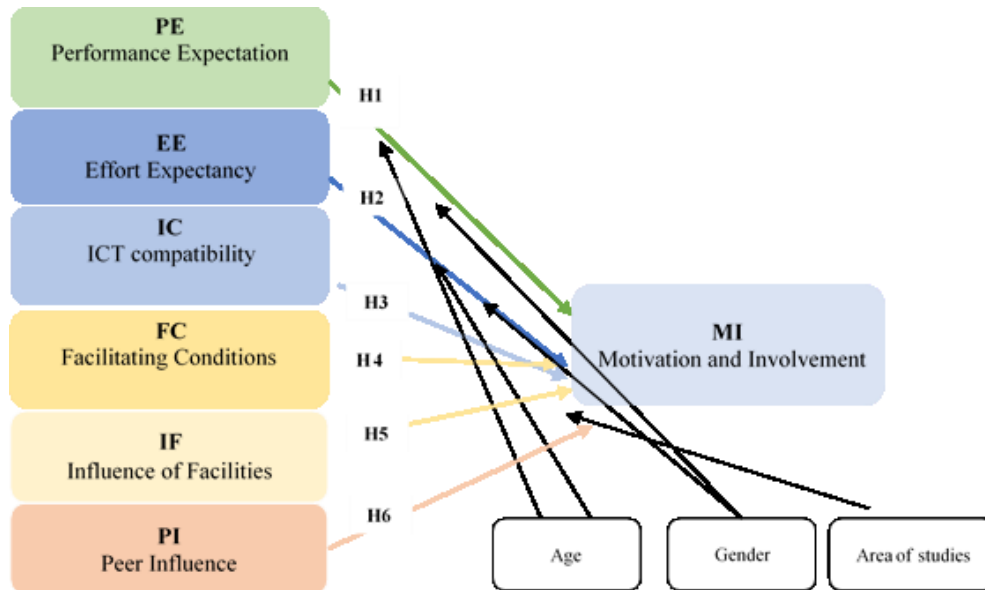 PE
Performance Expectation
H1
EE
Effort Expectancy
H2
IC
ICT compatibility
H3
FC
Facilitating Conditions
H4
MI
Motivation and Involvement
IF
Influence of Facilities
H5
PI
Peer Influence
H6
Age
Gender
Area of studies